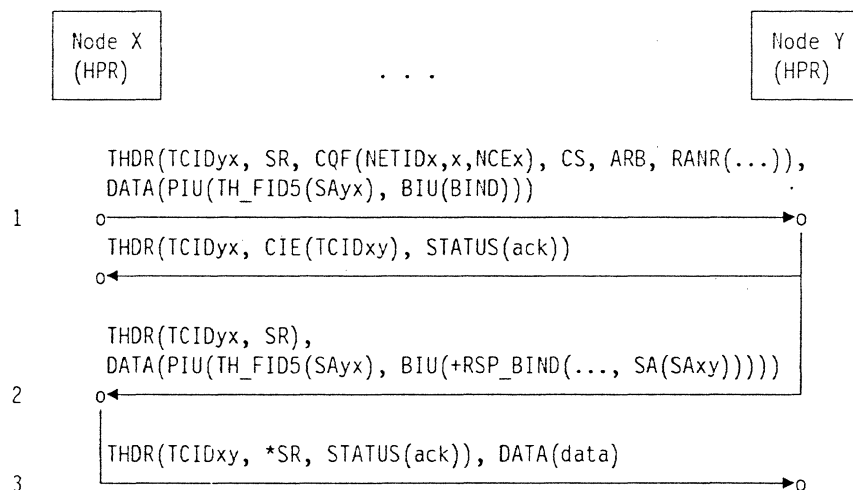 Node X
(HPR)
. . .
Node Y
(HPR)
THDR(TCIDyx, SR, CQF(NETIDx,x,NCEx), CS, ARB, RANR(...)),
DATA(PIU(TH_FID5(SAyx), BIU(BIND)))
1
THDR(TCIDyx, CIE(TCIDxy), STATUS(ack))
THDR(TCIDyx, SR),
DATA(PIU(TH_FID5(SAyx), BIU(+RSP_BIND(..., SA(SAxy)))))
2
THDR(TCIDxy, *SR, STATUS(ack)), DATA(data)
3